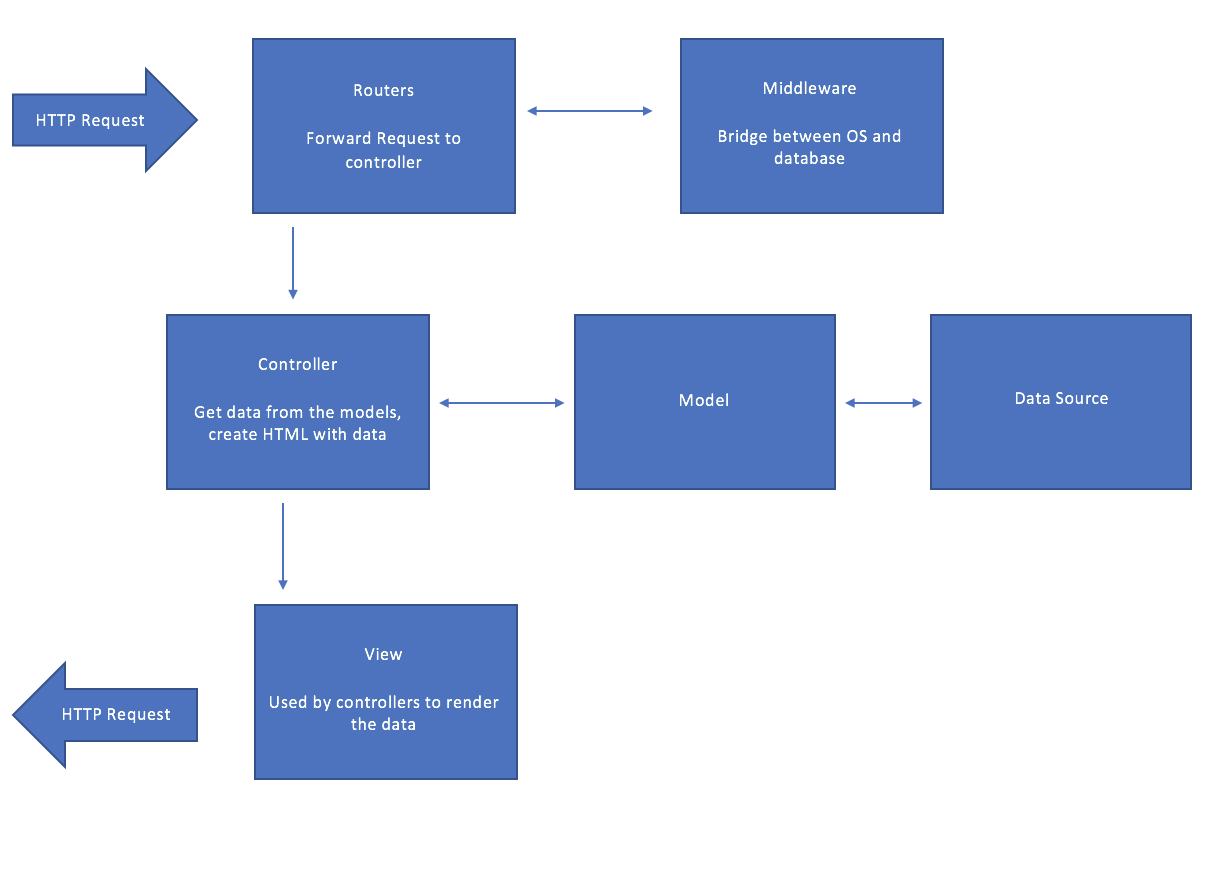 HTTP Request
Routers
Forward Request to
controller
Middleware
Bridge between OS and
database
Controller
Get data from the models,
create HTML with data
Model
Data Source
View
Used by controllers to render
the data
HTTP Request